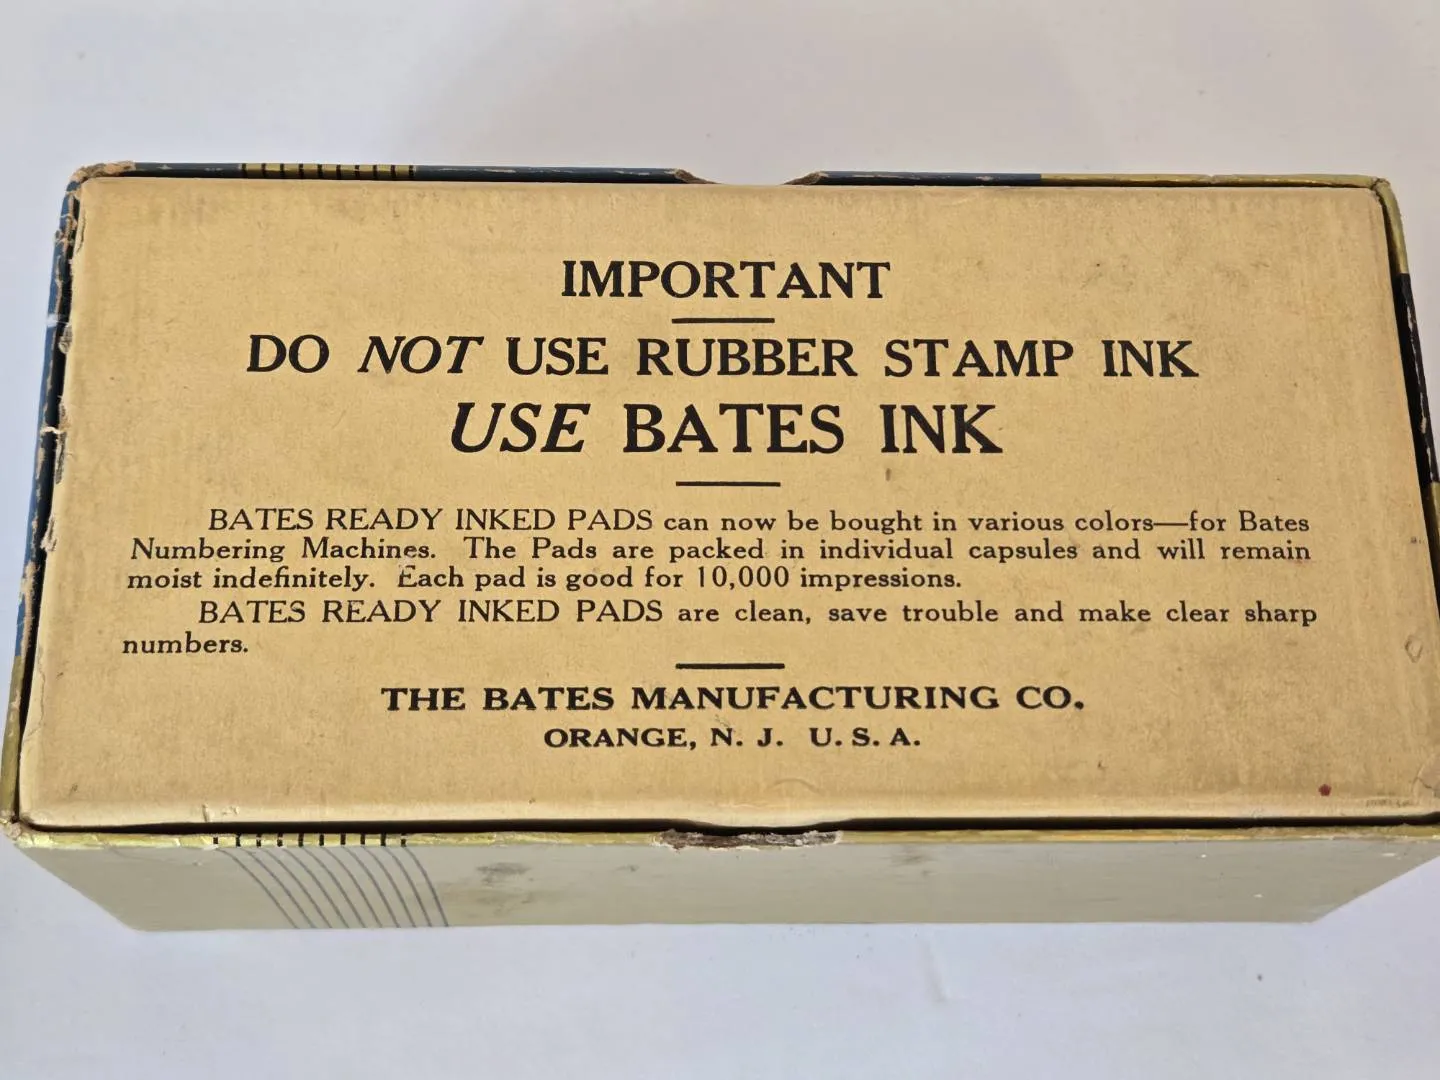 IMPORTANT
DO NOT USE RUBBER STAMP INK
USE BATES INK
BATES READY INKED PADS can now be bought in various colors—for Bates
Numbering Machines. The Pads are packed in individual capsules and will remain
moist indefinitely. Each pad is good for 10,000 impressions.
BATES READY INKED PADS are clean, save trouble and make clear sharp
numbers.
THE BATES MANUFACTURING CO.
ORANGE, N. J. U. S. A.